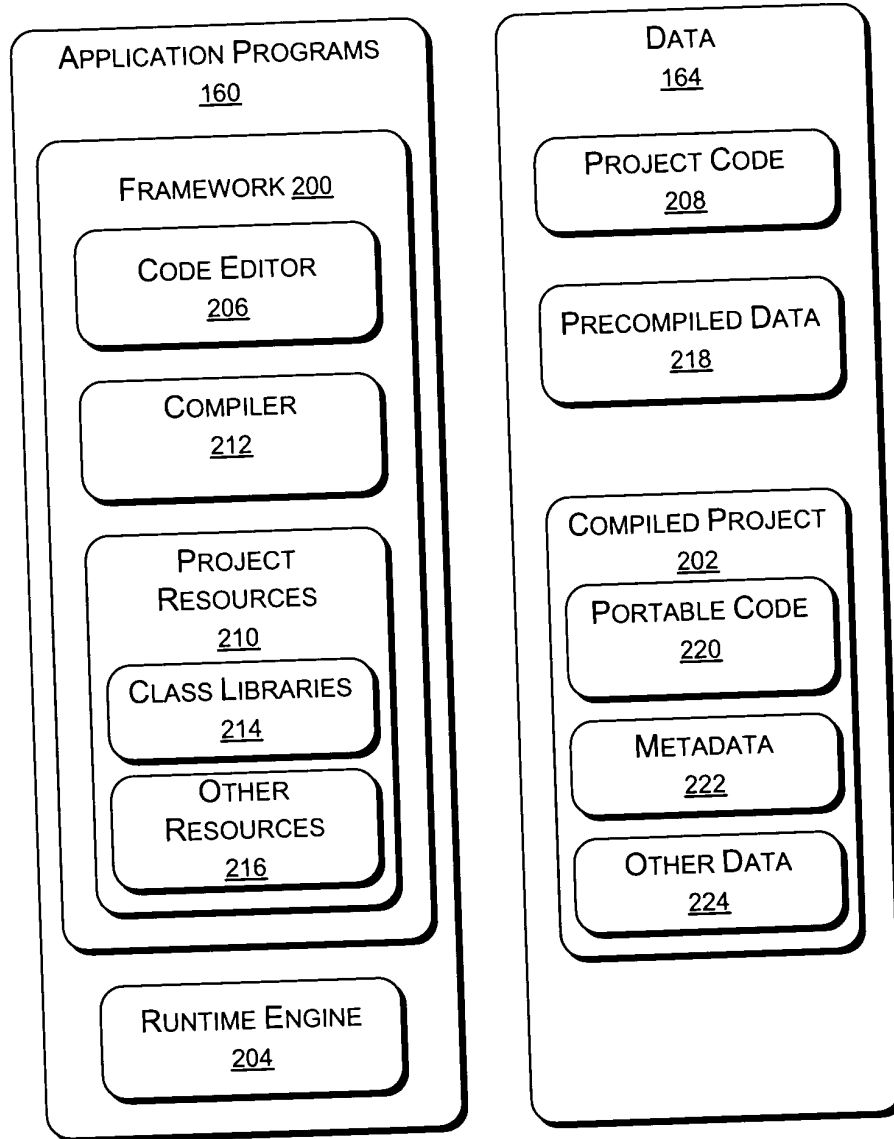 APPLICATION PROGRAMS
160
FRAMEWORK 200
CODE EDITOR
206
COMPILER
212
PROJECT
RESOURCES
210
CLASS LIBRARIES
214
OTHER
RESOURCES
216
RUNTIME ENGINE
204
DATA
164
PROJECT CODE
208
PRECOMPILED DATA
218
COMPILED PROJECT
202
PORTABLE CODE
220
METADATA
222
OTHER DATA
224